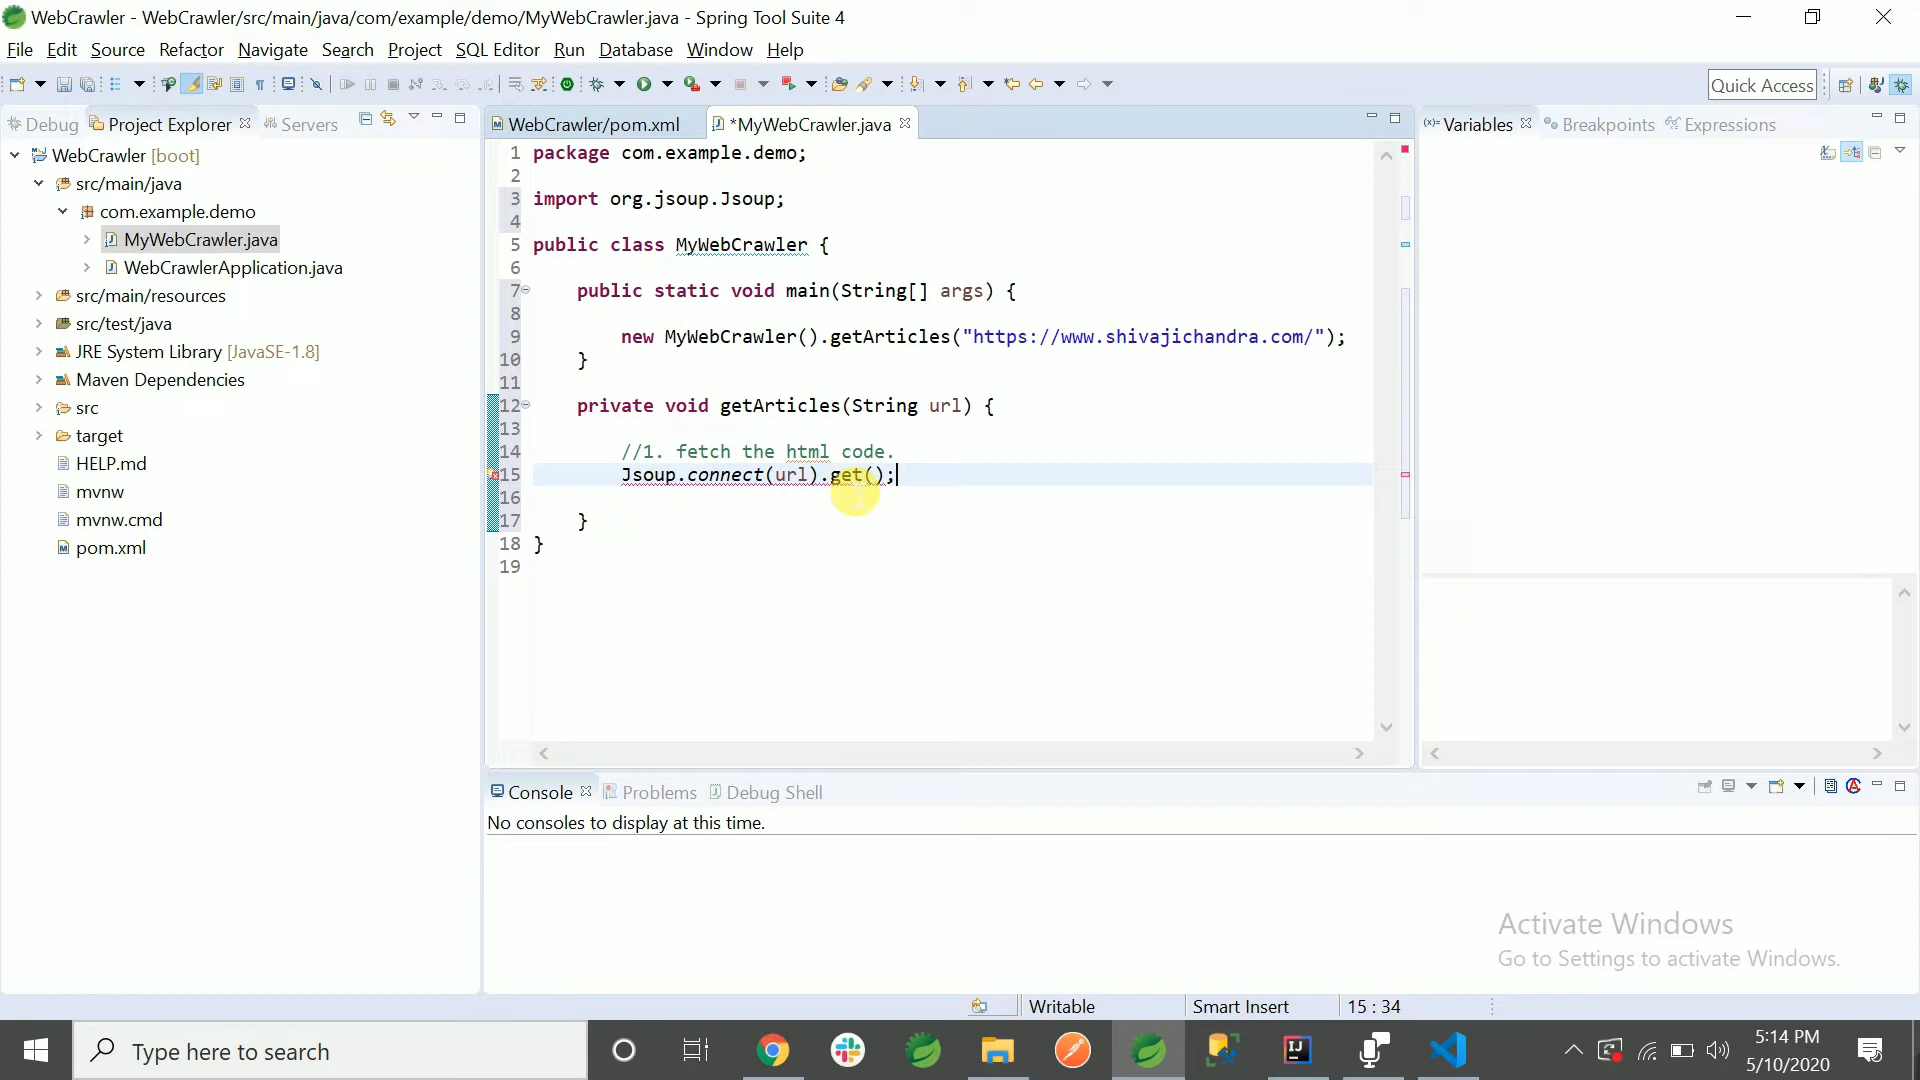 WebCrawler - WebCrawler/src/main/java/com/example/demo/MyWebCrawler.java - Spring Tool Suite 4
File Edit Source Refactor Navigate Search Project SQL Editor Run Database Window Help
Quick Access
Debug Project Explorer Servers
WebCrawler [boot]
src/main/java
com.example.demo
MyWebCrawler.java
WebCrawlerApplication.java
src/main/resources
src/test/java
JRE System Library [JavaSE-1.8]
Maven Dependencies
src
target
HELP.md
mvnw
mvnw.cmd
pom.xml
WebCrawler/pom.xml *MyWebCrawler.java
1 package com.example.demo;
2
3 import org.jsoup.Jsoup;
4
5 public class MyWebCrawler {
6
7 public static void main(String[] args) {
8
9 new MyWebCrawler().getArticles("https://www.shivajichandra.com/");
10 }
11
12 private void getArticles(String url) {
13
14 //1. fetch the html code.
15 Jsoup.connect(url).get();
16
17 }
18 }
19
(x)= Variables Breakpoints Expressions
Console Problems Debug Shell
No consoles to display at this time.
Activate Windows
Go to Settings to activate Windows.
Writable Smart Insert 15 : 34
Type here to search
5:14 PM
5/10/2020